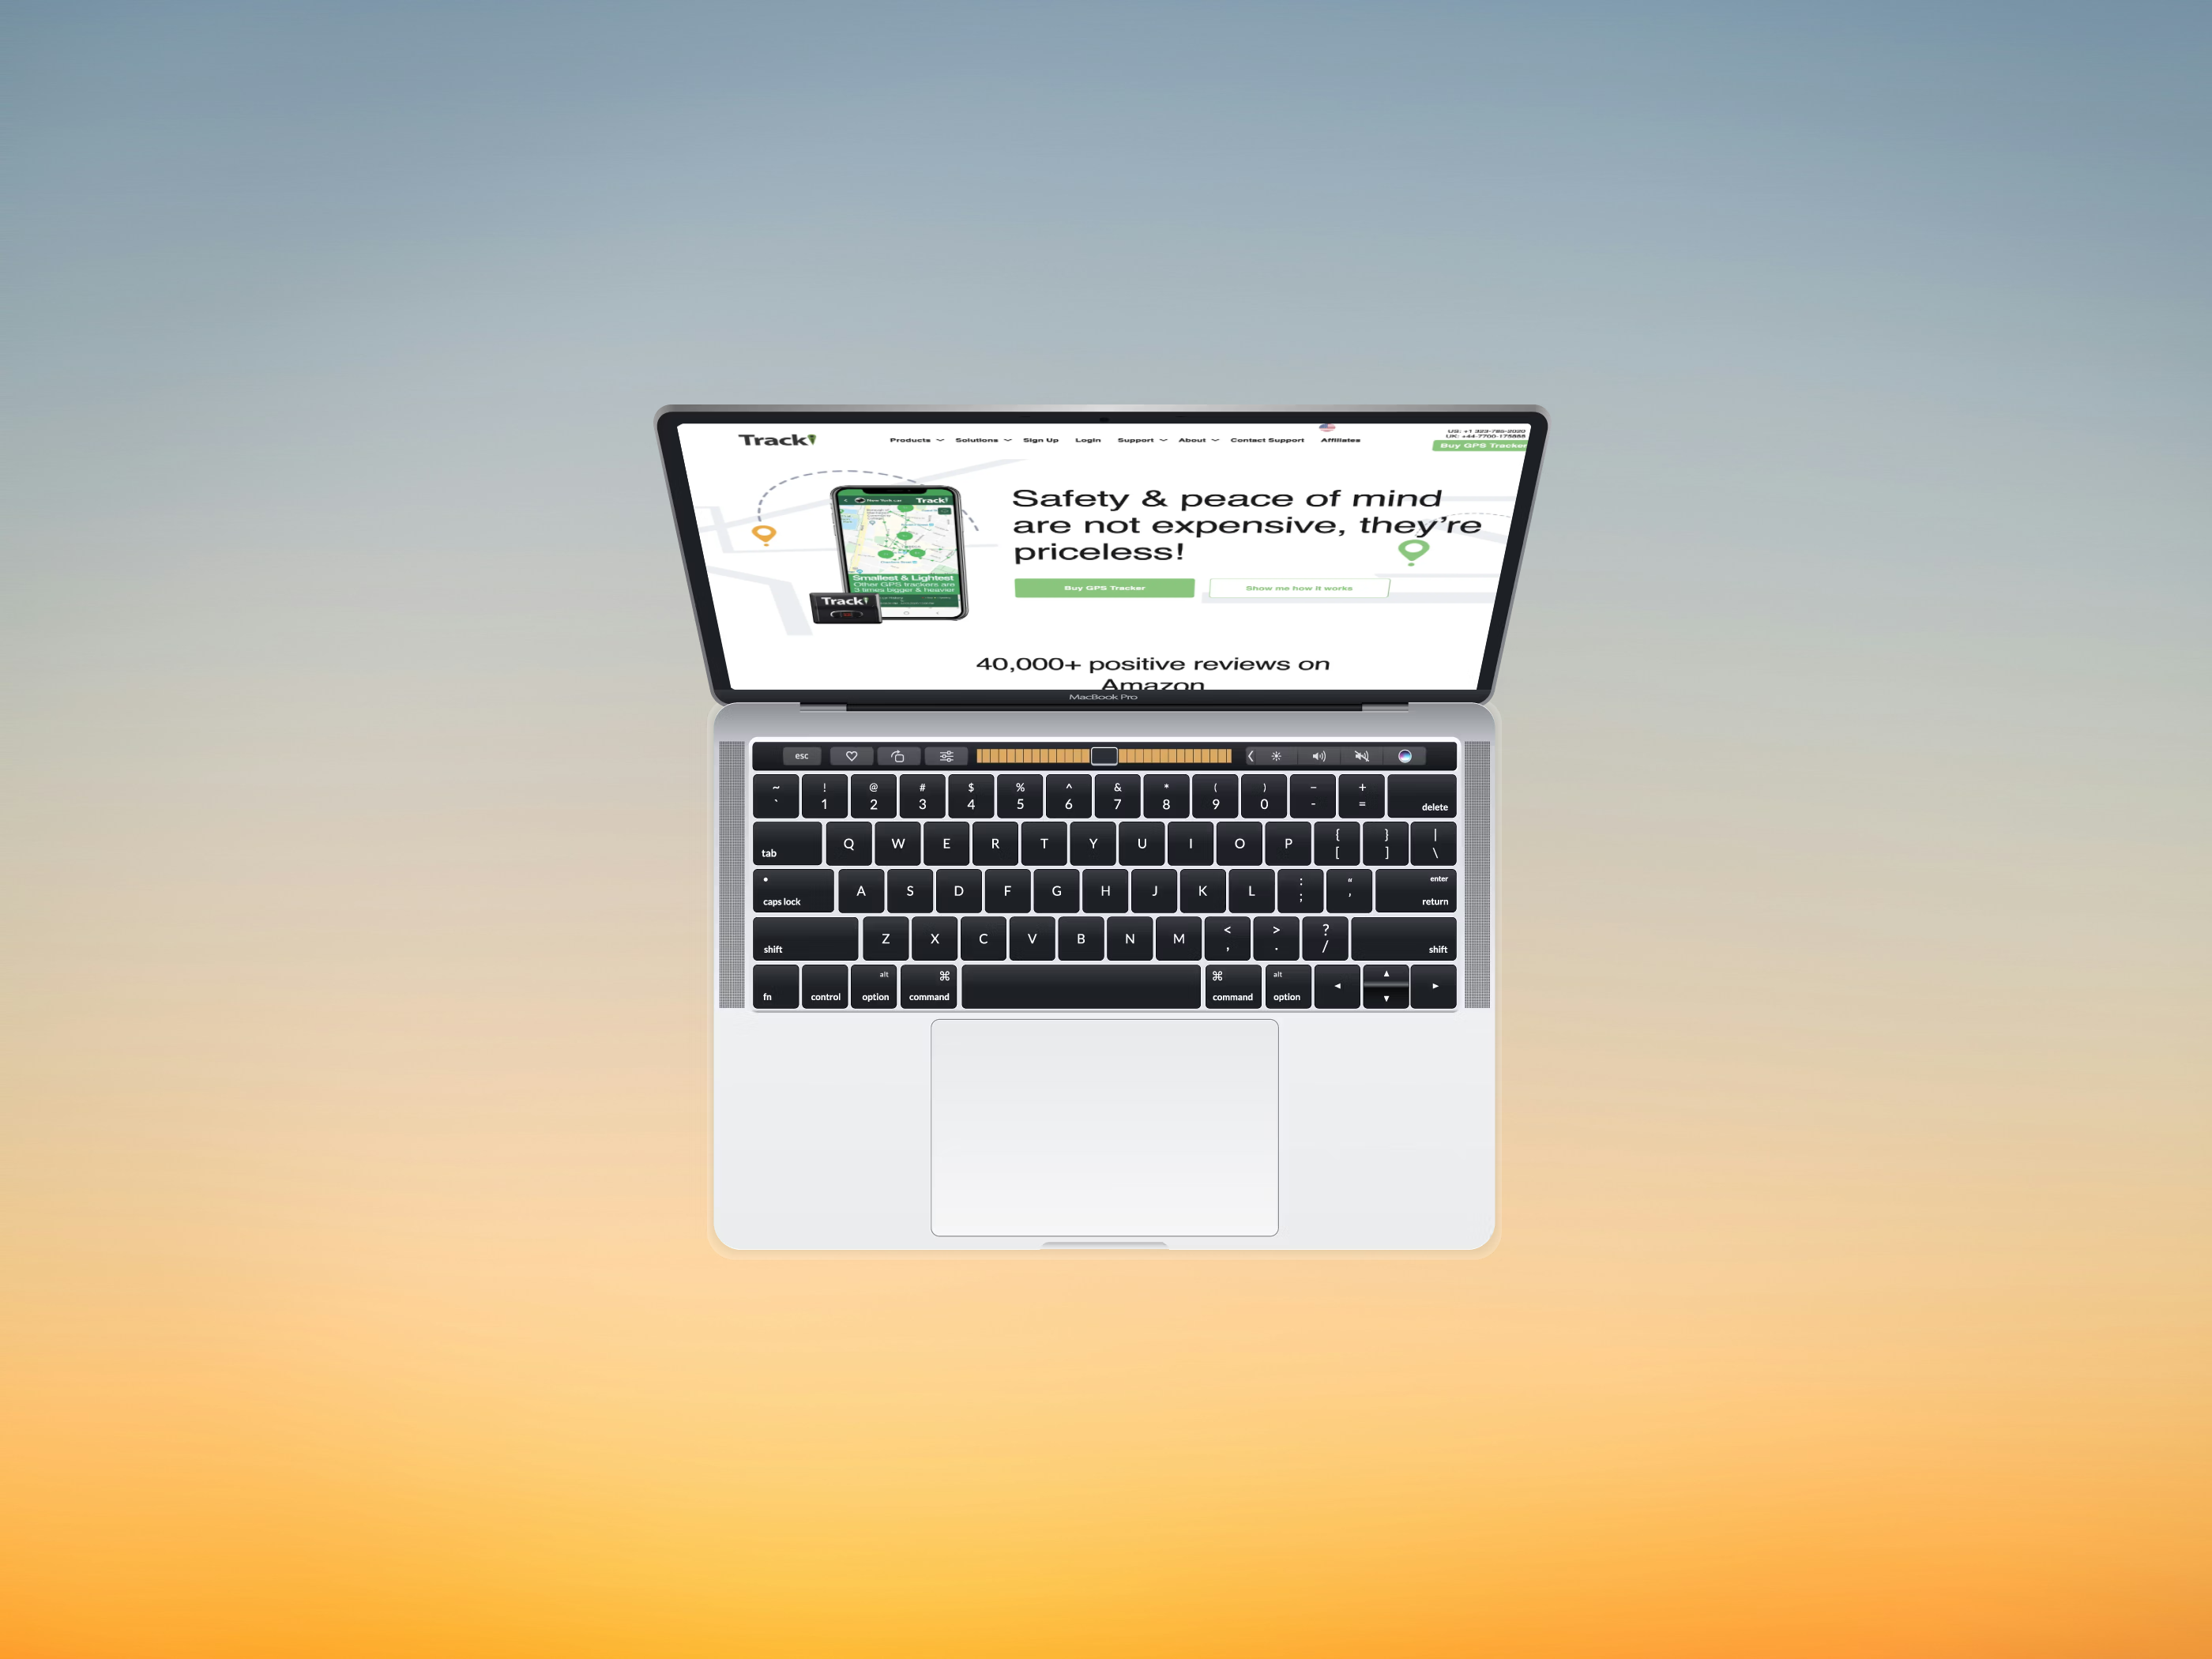 Tracki
Products Solutions Sign Up Login Support About Contact Support Affiliates
US: +1 323-785-2020
UK: +44-7700-175888
Buy GPS Tracker
Tracki
Smallest & Lightest
Other GPS trackers are
3 times bigger & heavier
Tracki
Safety & peace of mind
are not expensive, they're
priceless!
Buy GPS Tracker Show me how it works
40,000+ positive reviews on
Amazon
MacBook Pro
esc
~ ! @ # $ % ^ & * ( ) – +
` 1 2 3 4 5 6 7 8 9 0 - = delete
tab Q W E R T Y U I O P { [ } ] | \
caps lock A S D F G H J K L : ; " ' enter return
shift Z X C V B N M < , > . ? / shift
fn control alt option ⌘ command ⌘ command alt option ◀ ▲ ▼ ▶